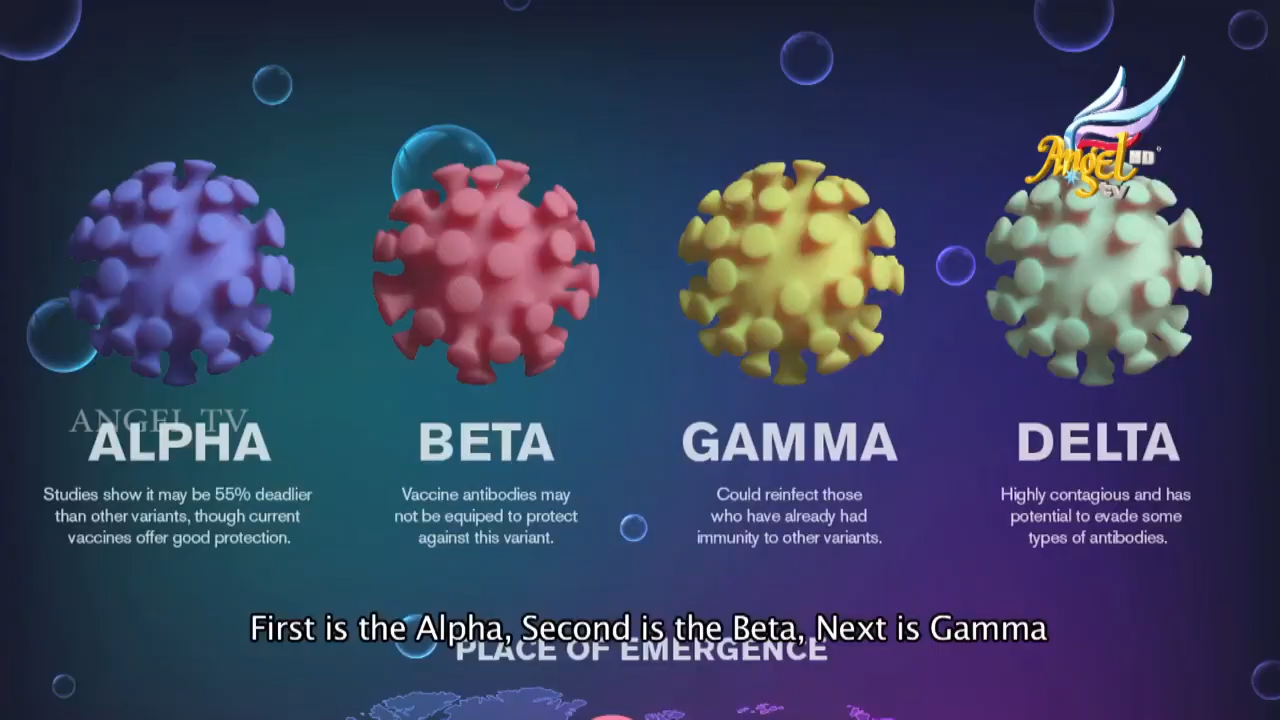 Angel HD
tv
ANGEL TV
ALPHA
Studies show it may be 55% deadlier
than other variants, though current
vaccines offer good protection.
BETA
Vaccine antibodies may
not be equiped to protect
against this variant.
GAMMA
Could reinfect those
who have already had
immunity to other variants.
DELTA
Highly contagious and has
potential to evade some
types of antibodies.
First is the Alpha, Second is the Beta, Next is Gamma
PLACE OF EMERGENCE